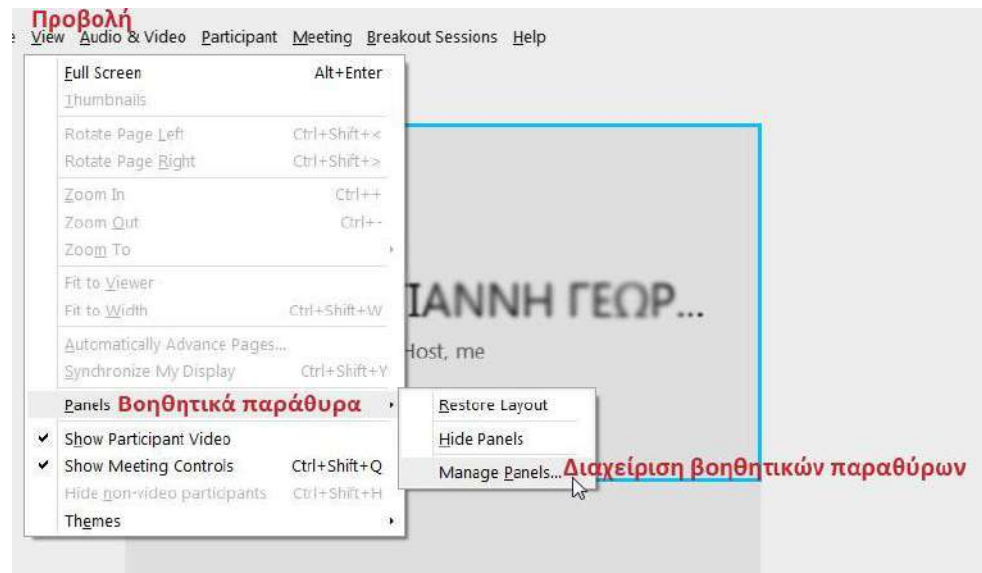 Προβολή
View Audio & Video Participant Meeting Breakout Sessions Help
Full Screen Alt+Enter
Thumbnails
Rotate Page Left Ctrl+Shift+<
Rotate Page Right Ctrl+Shift+>
Zoom In Ctrl++
Zoom Out Ctrl+-
Zoom To
Fit to Viewer
Fit to Width Ctrl+Shift+W
ΙΑΝΝΗ ΓΕΩΡ...
Automatically Advance Pages...
Host, me
Synchronize My Display Ctrl+Shift+Y
Panels Βοηθητικά παράθυρα
Restore Layout
Show Participant Video
Hide Panels
Show Meeting Controls Ctrl+Shift+Q
Manage Panels... Διαχείριση βοηθητικών παραθύρων
Hide non-video participants Ctrl+Shift+H
Themes